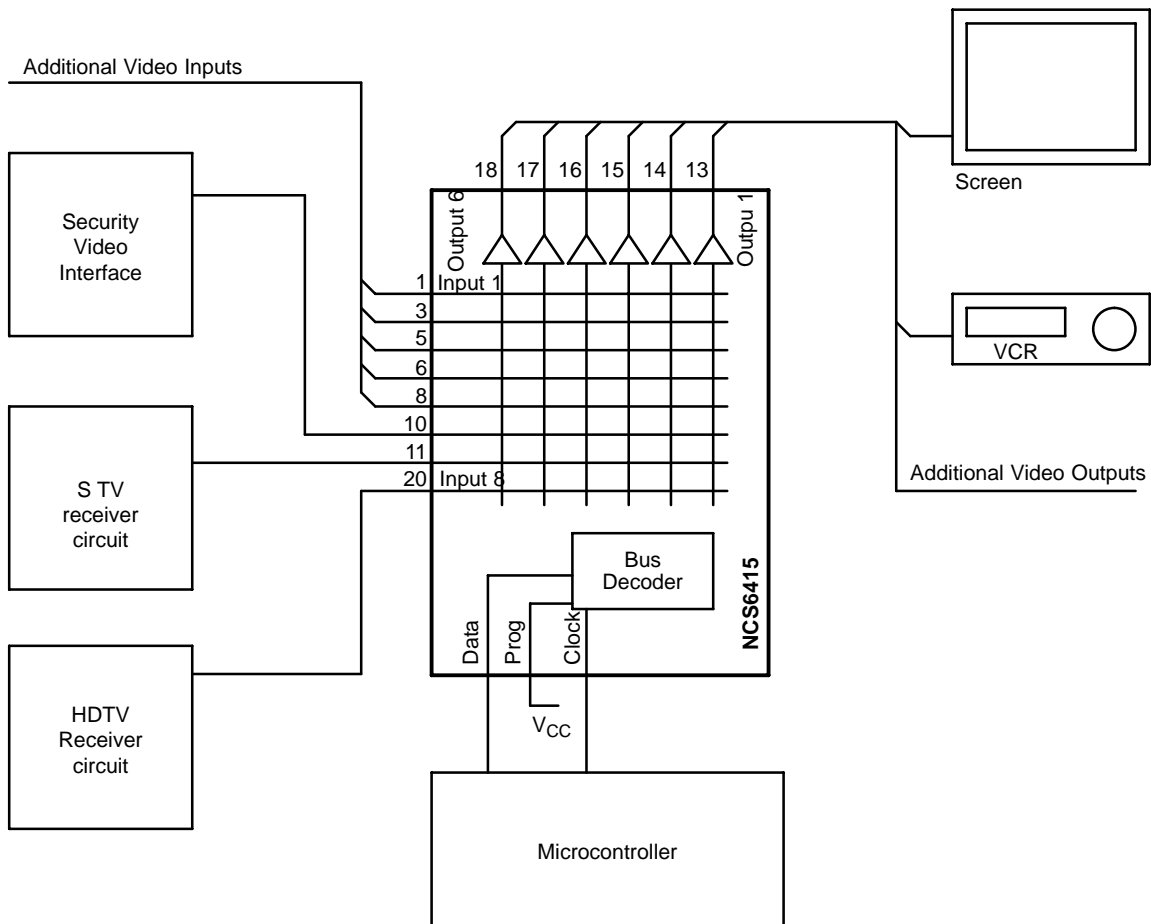 Additional Video Inputs
Security
Video
Interface
S TV
receiver
circuit
HDTV
Receiver
circuit
18 17 16 15 14 13
Output 6
Outpu 1
1 Input 1
3
5
6
8
10
11
20 Input 8
Bus
Decoder
Data
Prog
Clock
NCS6415
VCC
Microcontroller
Screen
VCR
Additional Video Outputs